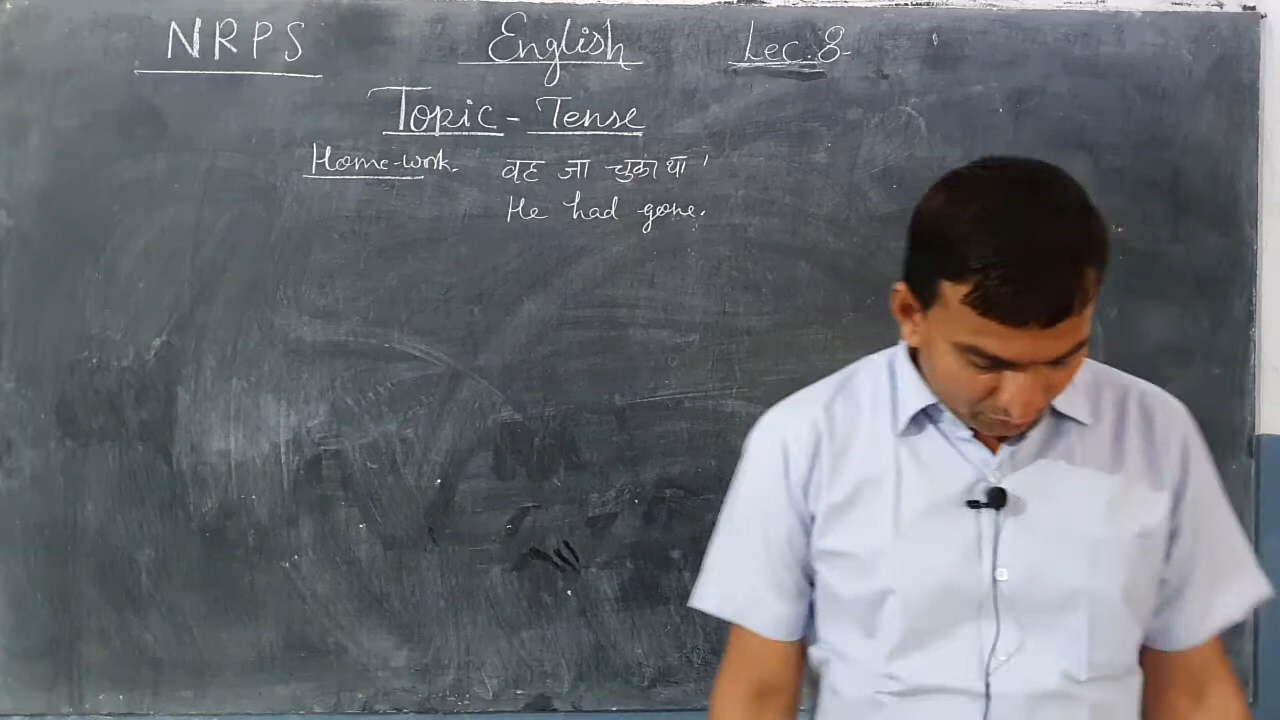 NRPS English Lec. 8
Topic - Tense
Home-work. वह जा चुका था ।
He had gone.